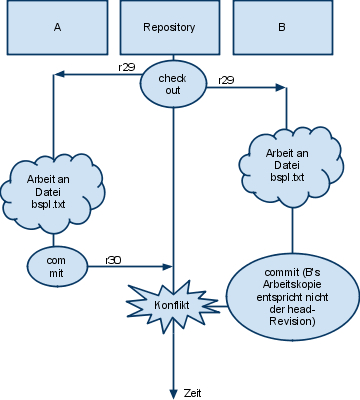 A
Repository
B
r29
check
out
r29
Arbeit an
Datei
bspl.txt
Arbeit an
Datei
bspl.txt
com
mit
r30
commit (B's
Arbeitskopie
entspricht nicht
der head-
Revision)
Konflikt
Zeit